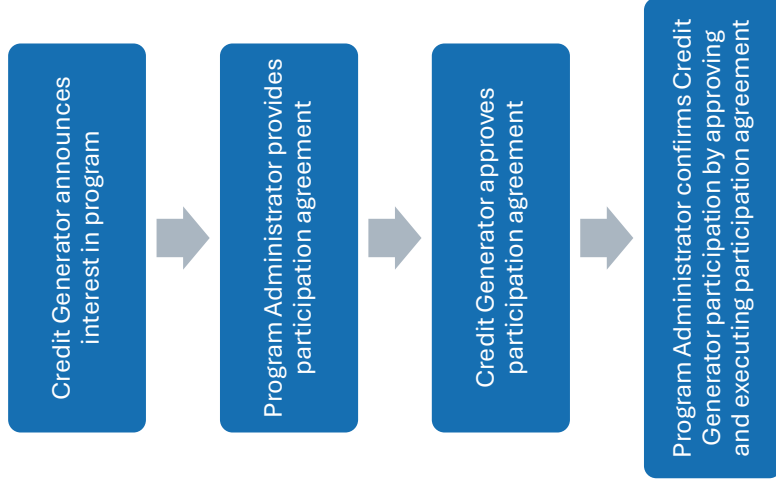 Credit Generator announces
interest in program
Program Administrator provides
participation agreement
Credit Generator approves
participation agreement
Program Administrator confirms Credit
Generator participation by approving
and executing participation agreement